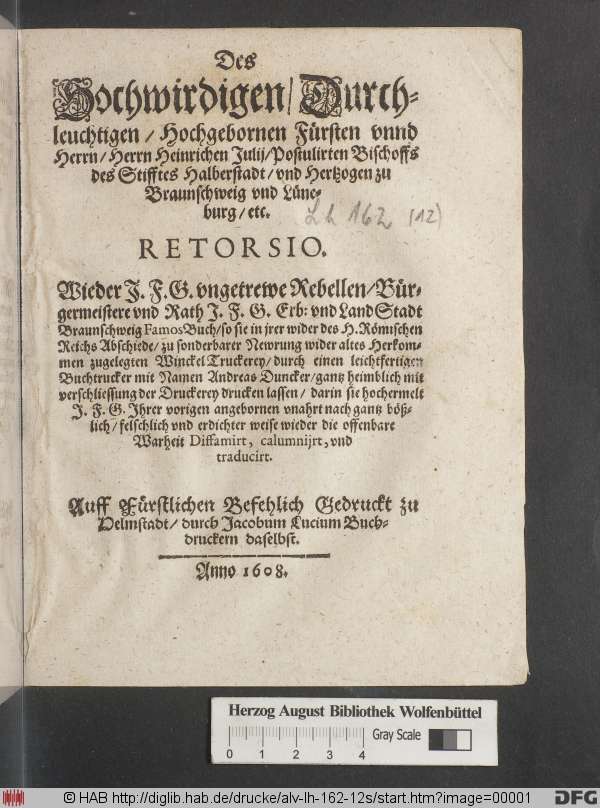 Des
Hochwirdigen/ Durch-
leuchtigen / Hochgebornen Fürsten vnnd
Herrn/ Herrn Heinrichen Julij/ Postulirten Bischoffs
des Stifftes Halberstadt/ vnd Hertzogen zu
Braunschweig vnd Lüne-
burg / etc.
Lh 162 (12)
RETORSIO.
Wieder J. F. G. vngetrewe Rebellen/ Bür-
germeistere vnd Rath J. F. G. Erb: vnd LandStadt
Braunschweig Famos Buch/ so sie in jrer wider des H. Römischen
Reichs Abschiede/ zu sonderbarer Newrung wider altes Herkom-
men zugelegten Winckel Truckerey/ durch einen leichtfertigen
Buchtrucker mit Namen Andreas Duncker/ gantz heimblich mit
verschliessung der Druckerey drucken lassen/ darin sie hochermelt
J. F. G. Jhrer vorigen angebornen vnahrt nach gantz böß-
lich/ felschlich vnd erdichter weise wieder die offenbare
Warheit Diffamirt, calumnijrt, vnd
traducirt.
Auff Fürstlichen Befehlich Gedruckt zu
Helmstadt/ durch Jacobum Lucium Buch-
druckern daselbst.
Anno 1608.
Herzog August Bibliothek Wolfenbüttel
0 1 2 3 4 Gray Scale
© HAB http://diglib.hab.de/drucke/alv-lh-162-12s/start.htm?image=00001
DFG